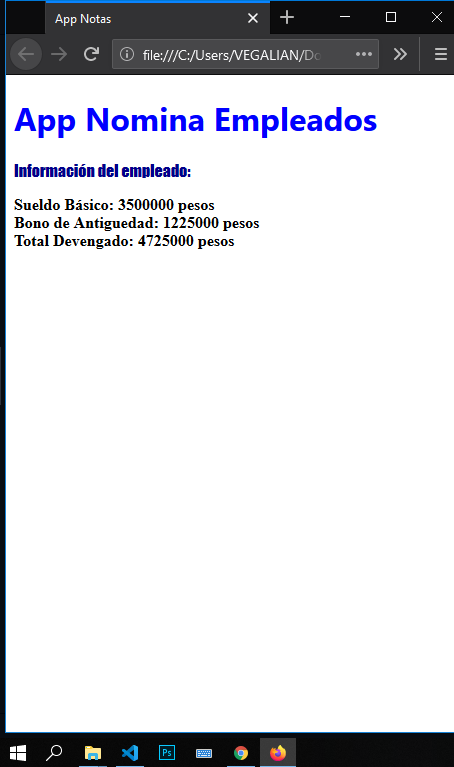 App Notas
file:///C:/Users/VEGALIAN/Do
App Nomina Empleados
Información del empleado:
Sueldo Básico: 3500000 pesos
Bono de Antiguedad: 1225000 pesos
Total Devengado: 4725000 pesos
Ps